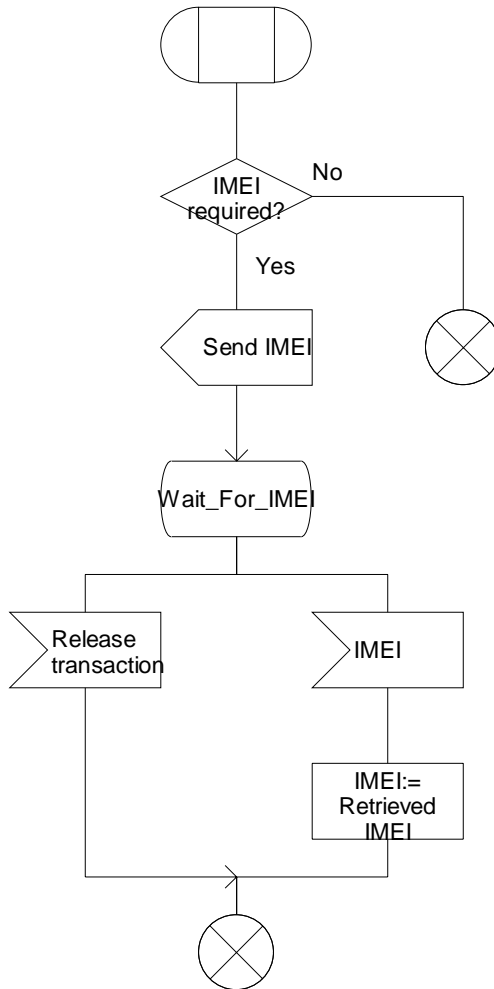 IMEI
required?
No
Yes
Send IMEI
Wait_For_IMEI
Release
transaction
IMEI
IMEI:=
Retrieved
IMEI